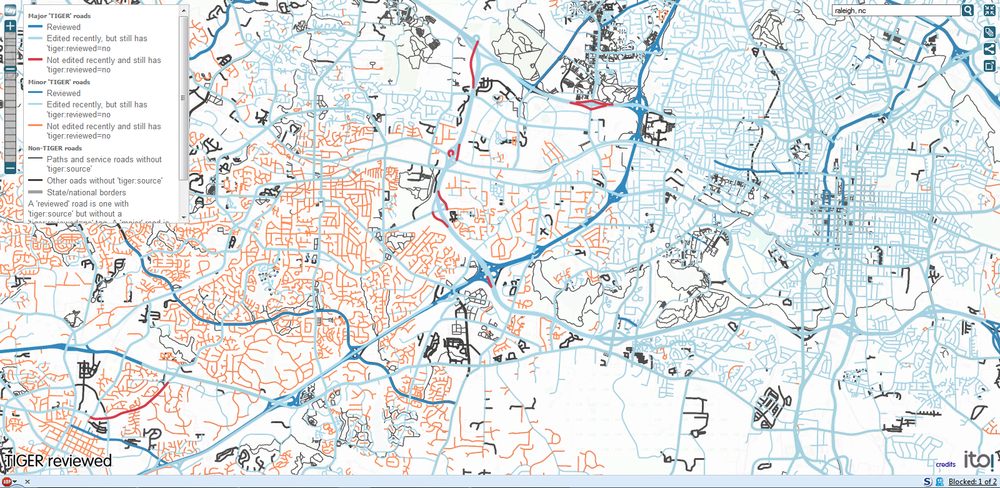 Key
Major 'TIGER' roads
Reviewed
Edited recently, but still has
'tiger:reviewed=no
Not edited recently and still has
'tiger:reviewed=no
Minor 'TIGER' roads
Reviewed
Edited recently, but still has
'tiger:reviewed=no
Not edited recently and still has
'tiger:reviewed=no
Non-TIGER roads
Paths and service roads without
'tiger:source'
Other oads without 'tiger:source'
State/national borders
A 'reviewed' road is one with
'tiger:source' but without a
raleigh, nc
TIGER reviewed
credits
ito!
ABP
S
Blocked: 1 of 2